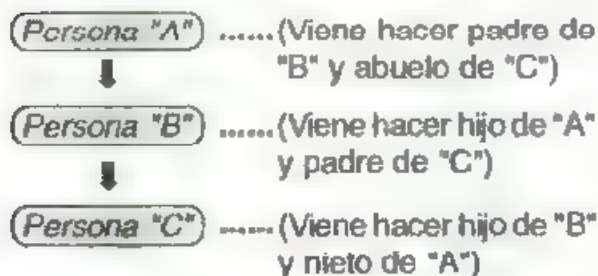 Persona "A" ......(Viene hacer padre de
"B" y abuelo de "C")
Persona "B" ......(Viene hacer hijo de "A"
y padre de "C")
Persona "C" ......(Viene hacer hijo de "B"
y nieto de "A")